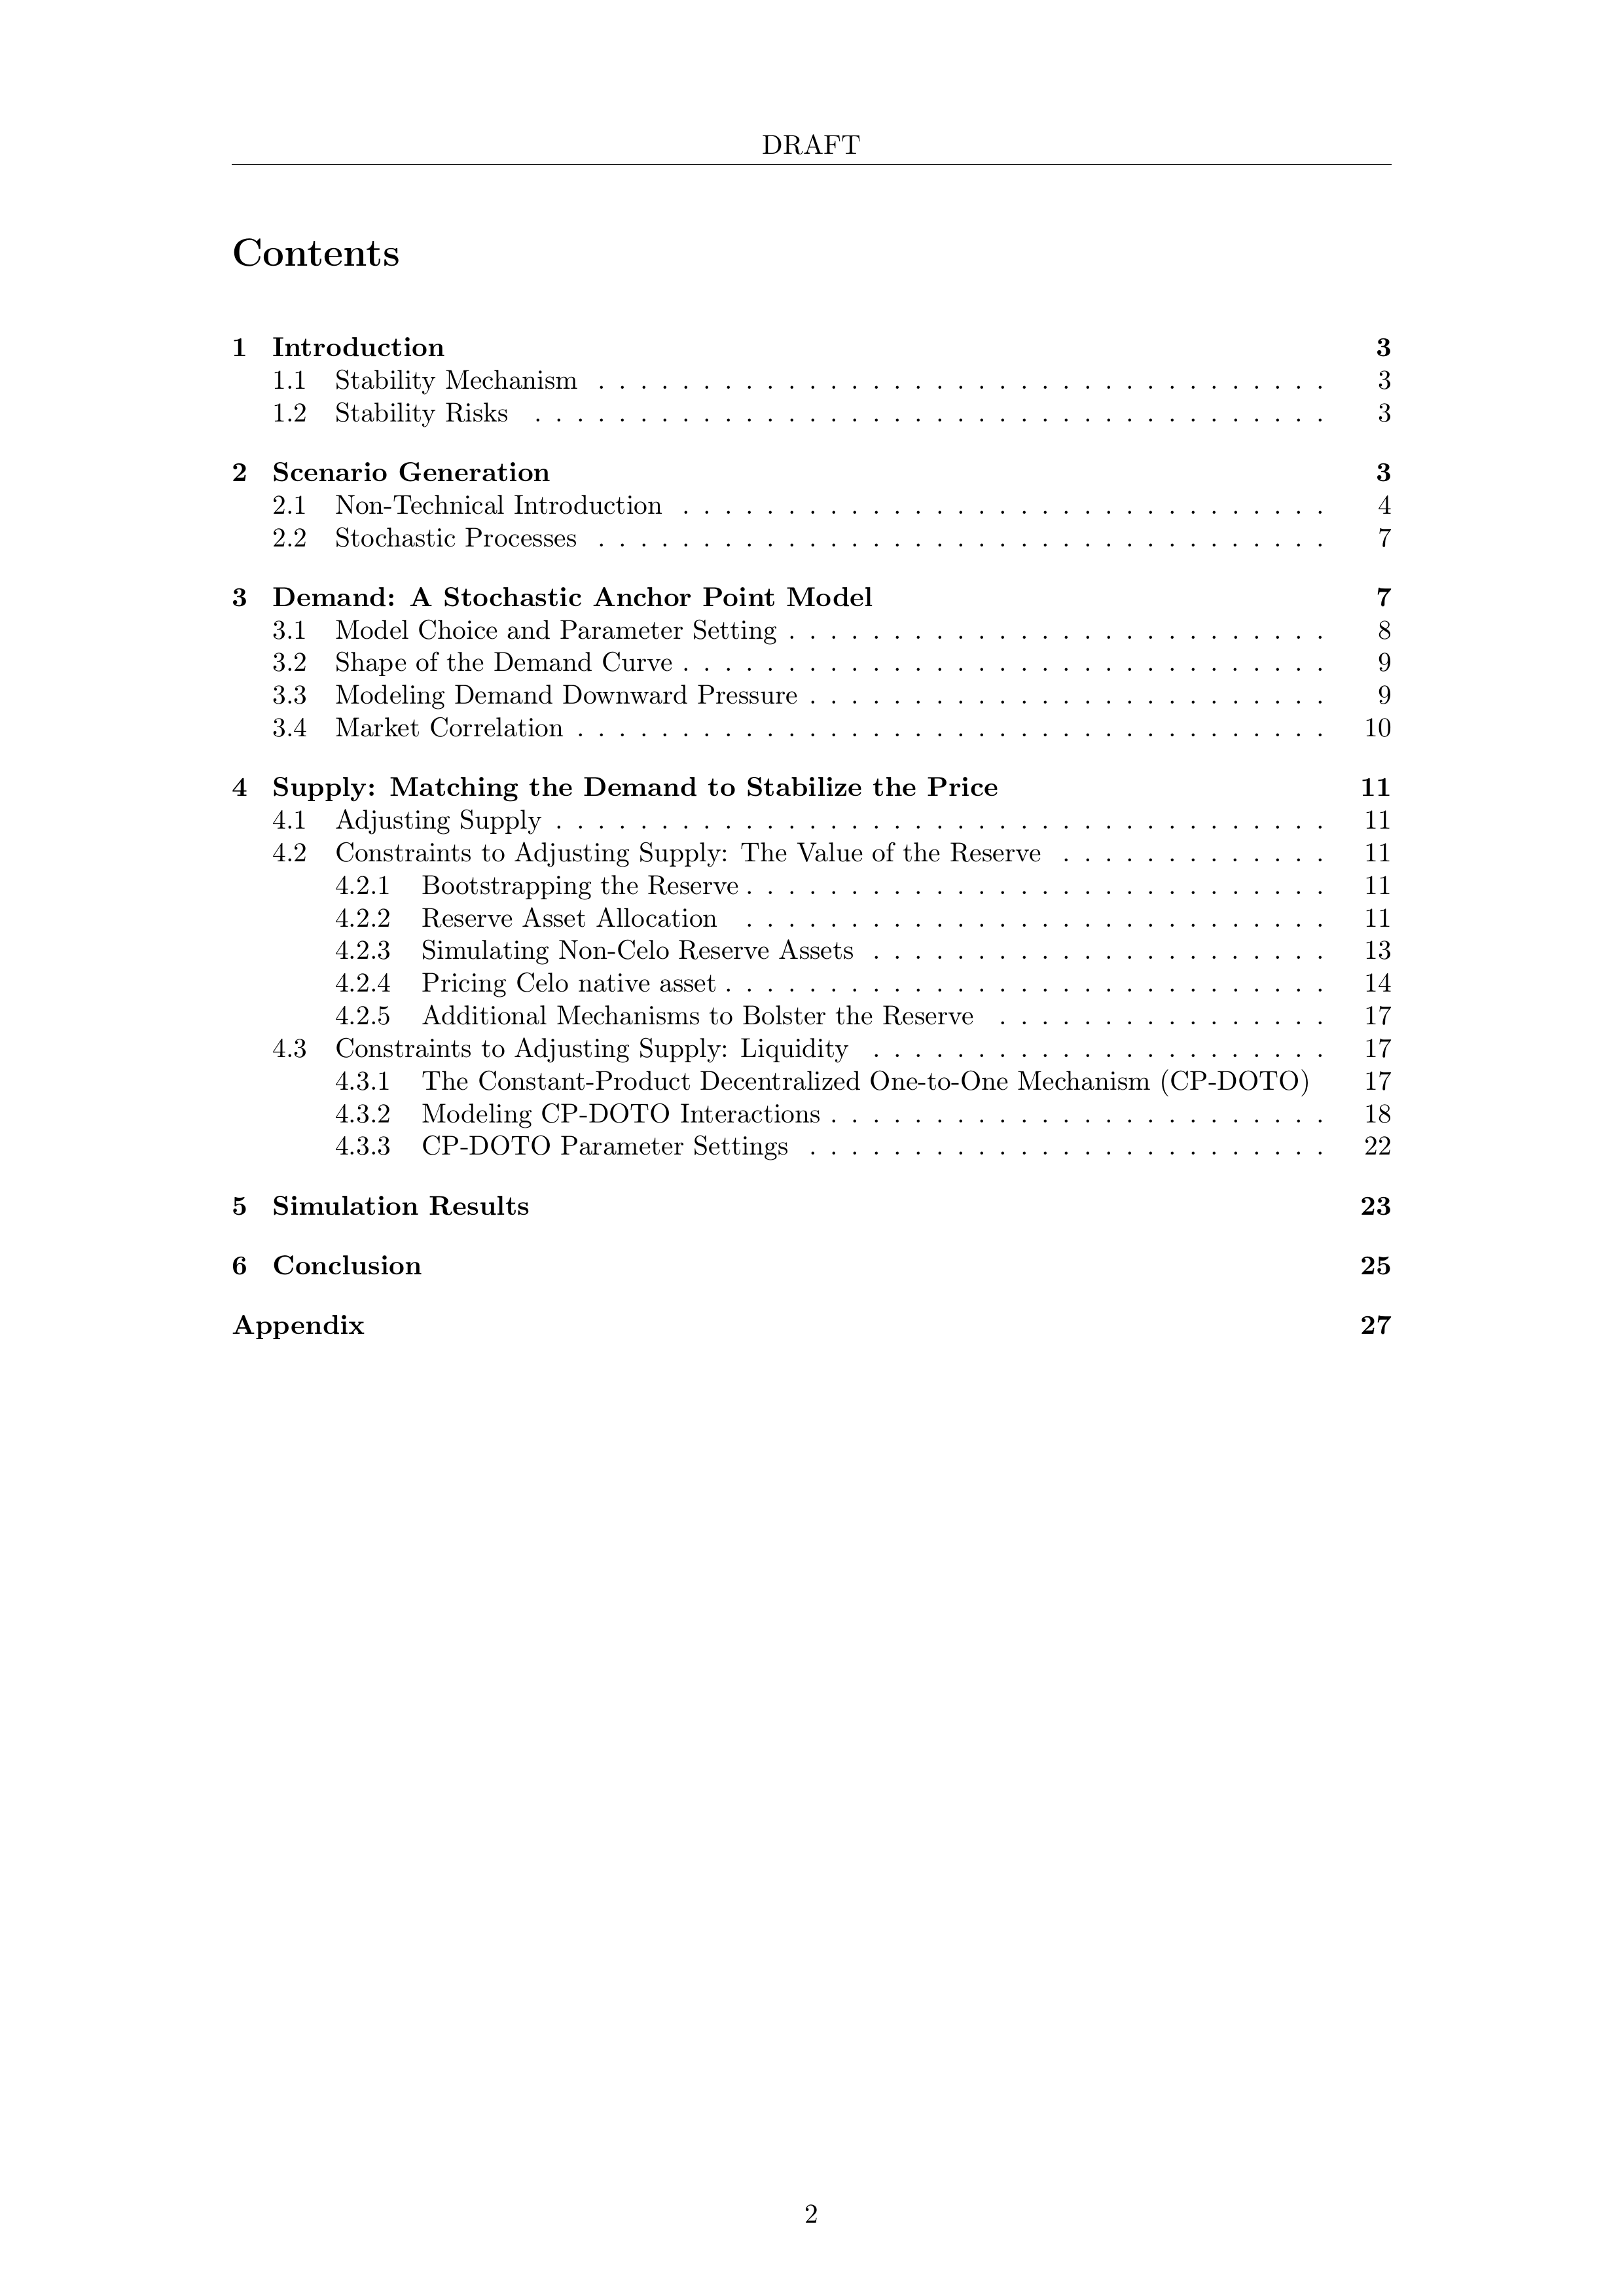 DRAFT
Contents
1 Introduction 3
1.1 Stability Mechanism . . . . . . . . . . . . . . . . . . . . . . . . . . . . . . . . . . . 3
1.2 Stability Risks . . . . . . . . . . . . . . . . . . . . . . . . . . . . . . . . . . . . . . 3
2 Scenario Generation 3
2.1 Non-Technical Introduction . . . . . . . . . . . . . . . . . . . . . . . . . . . . . . . 4
2.2 Stochastic Processes . . . . . . . . . . . . . . . . . . . . . . . . . . . . . . . . . . . 7
3 Demand: A Stochastic Anchor Point Model 7
3.1 Model Choice and Parameter Setting . . . . . . . . . . . . . . . . . . . . . . . . . . 8
3.2 Shape of the Demand Curve . . . . . . . . . . . . . . . . . . . . . . . . . . . . . . . 9
3.3 Modeling Demand Downward Pressure . . . . . . . . . . . . . . . . . . . . . . . . . 9
3.4 Market Correlation . . . . . . . . . . . . . . . . . . . . . . . . . . . . . . . . . . . . 10
4 Supply: Matching the Demand to Stabilize the Price 11
4.1 Adjusting Supply . . . . . . . . . . . . . . . . . . . . . . . . . . . . . . . . . . . . . 11
4.2 Constraints to Adjusting Supply: The Value of the Reserve . . . . . . . . . . . . . 11
4.2.1 Bootstrapping the Reserve . . . . . . . . . . . . . . . . . . . . . . . . . . . . 11
4.2.2 Reserve Asset Allocation . . . . . . . . . . . . . . . . . . . . . . . . . . . . 11
4.2.3 Simulating Non-Celo Reserve Assets . . . . . . . . . . . . . . . . . . . . . . 13
4.2.4 Pricing Celo native asset . . . . . . . . . . . . . . . . . . . . . . . . . . . . . 14
4.2.5 Additional Mechanisms to Bolster the Reserve . . . . . . . . . . . . . . . . 17
4.3 Constraints to Adjusting Supply: Liquidity . . . . . . . . . . . . . . . . . . . . . . 17
4.3.1 The Constant-Product Decentralized One-to-One Mechanism (CP-DOTO) 17
4.3.2 Modeling CP-DOTO Interactions . . . . . . . . . . . . . . . . . . . . . . . . 18
4.3.3 CP-DOTO Parameter Settings . . . . . . . . . . . . . . . . . . . . . . . . . 22
5 Simulation Results 23
6 Conclusion 25
Appendix 27
2